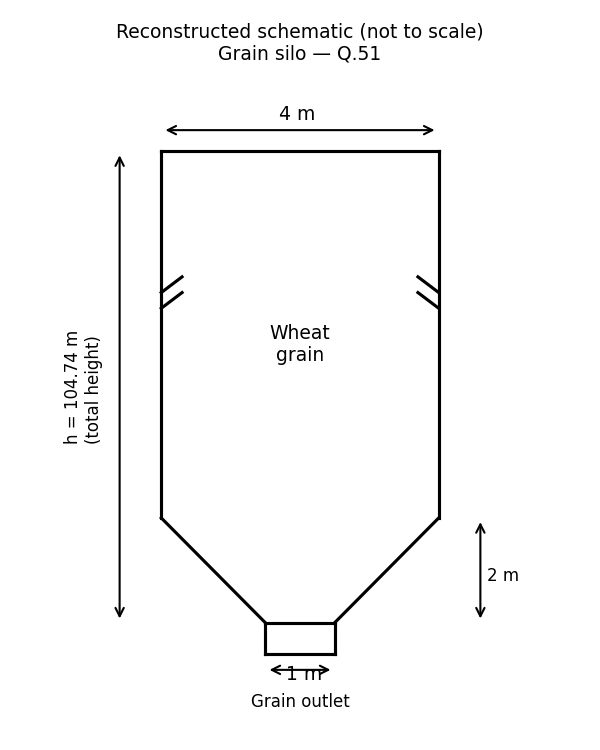 Reconstructed schematic (not to scale)
Grain silo — Q.51
4 m
h = 104.74 m
(total height)
Wheat
grain
2 m
1 m
Grain outlet